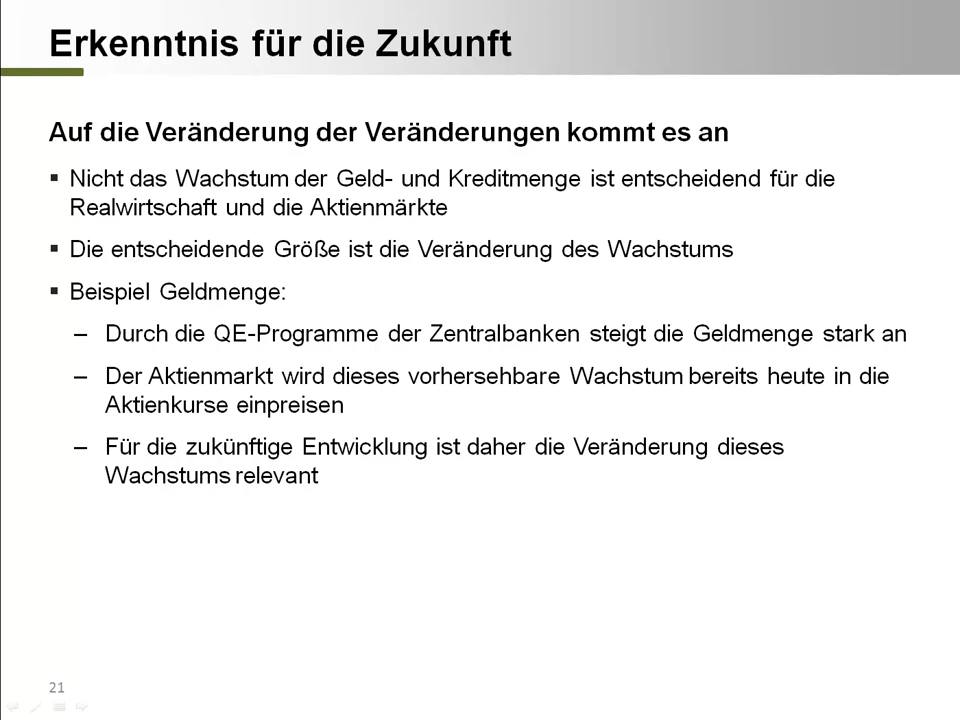 Erkenntnis für die Zukunft
Auf die Veränderung der Veränderungen kommt es an
▪ Nicht das Wachstum der Geld- und Kreditmenge ist entscheidend für die
Realwirtschaft und die Aktienmärkte
▪ Die entscheidende Größe ist die Veränderung des Wachstums
▪ Beispiel Geldmenge:
– Durch die QE-Programme der Zentralbanken steigt die Geldmenge stark an
– Der Aktienmarkt wird dieses vorhersehbare Wachstum bereits heute in die
Aktienkurse einpreisen
– Für die zukünftige Entwicklung ist daher die Veränderung dieses
Wachstums relevant
21